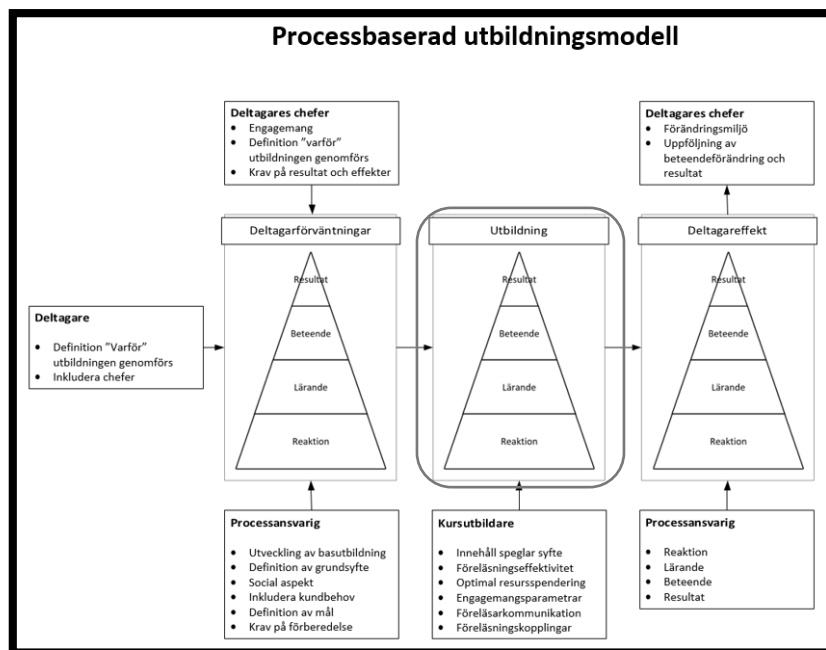 Processbaserad utbildningsmodell
Deltagares chefer
• Engagemang
• Definition ”varför”
utbildningen genomförs
• Krav på resultat och effekter
Deltagares chefer
• Förändringsmiljö
• Uppföljning av
beteendeförändring och
resultat
Deltagarförväntningar
Utbildning
Deltagareffekt
Resultat
Beteende
Lärande
Reaktion
Resultat
Beteende
Lärande
Reaktion
Resultat
Beteende
Lärande
Reaktion
Deltagare
• Definition ”Varför”
utbildningen genomförs
• Inkludera chefer
Processansvarig
• Utveckling av basutbildning
• Definition av grundsyfte
• Social aspekt
• Inkludera kundbehov
• Definition av mål
• Krav på förberedelse
Kursutbildare
• Innehåll speglar syfte
• Föreläsningseffektivitet
• Optimal resursspendering
• Engagemangsparametrar
• Föreläsarkommunikation
• Föreläsningskopplingar
Processansvarig
• Reaktion
• Lärande
• Beteende
• Resultat